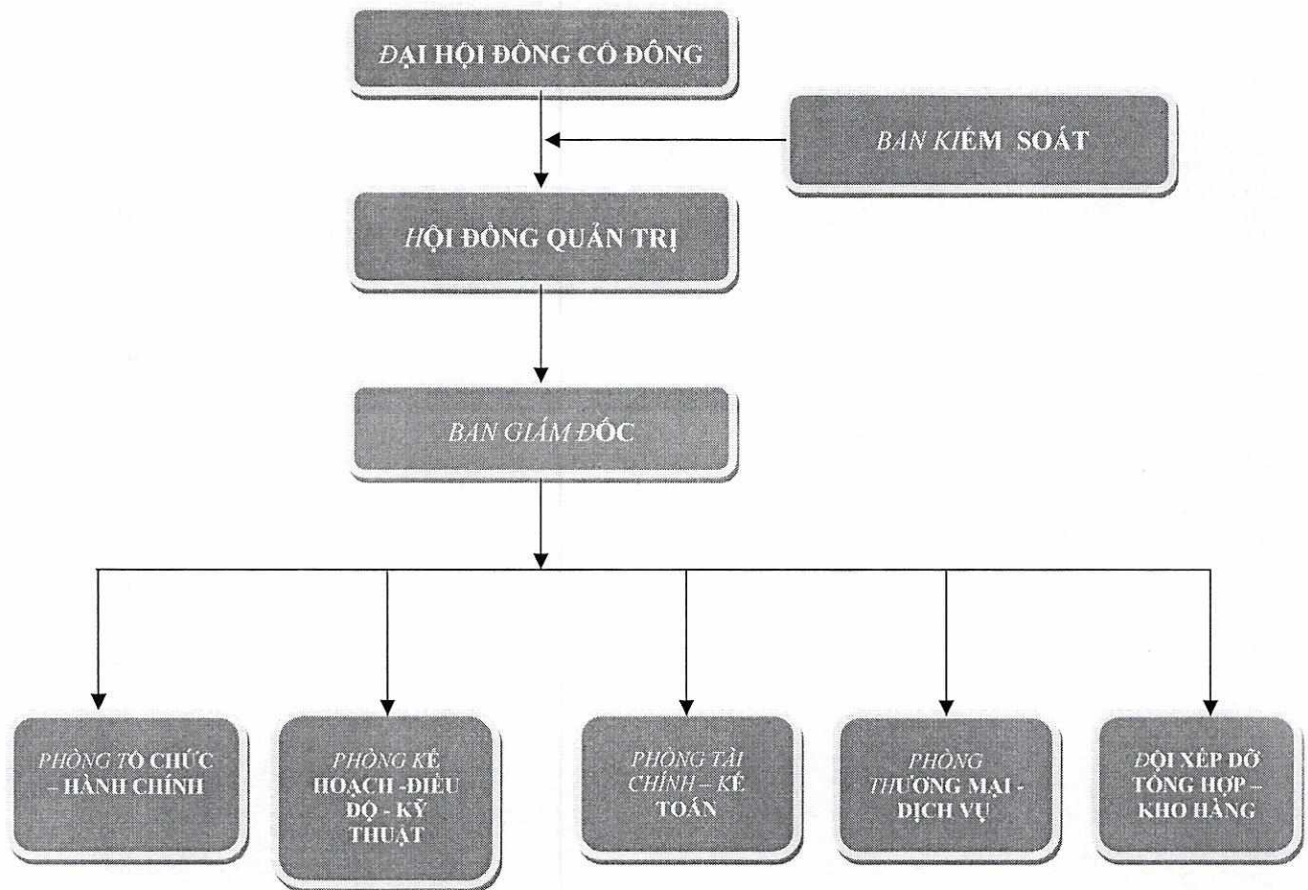 ĐẠI HỘI ĐỒNG CỔ ĐÔNG
BAN KIỂM SOÁT
HỘI ĐỒNG QUẢN TRỊ
BAN GIÁM ĐỐC
PHÒNG TỔ CHỨC
– HÀNH CHÍNH
PHÒNG KẾ
HOẠCH -ĐIỀU
ĐỘ - KỸ
THUẬT
PHÒNG TÀI
CHÍNH – KẾ
TOÁN
PHÒNG
THƯƠNG MẠI -
DỊCH VỤ
ĐỘI XẾP DỠ
TỔNG HỢP –
KHO HÀNG